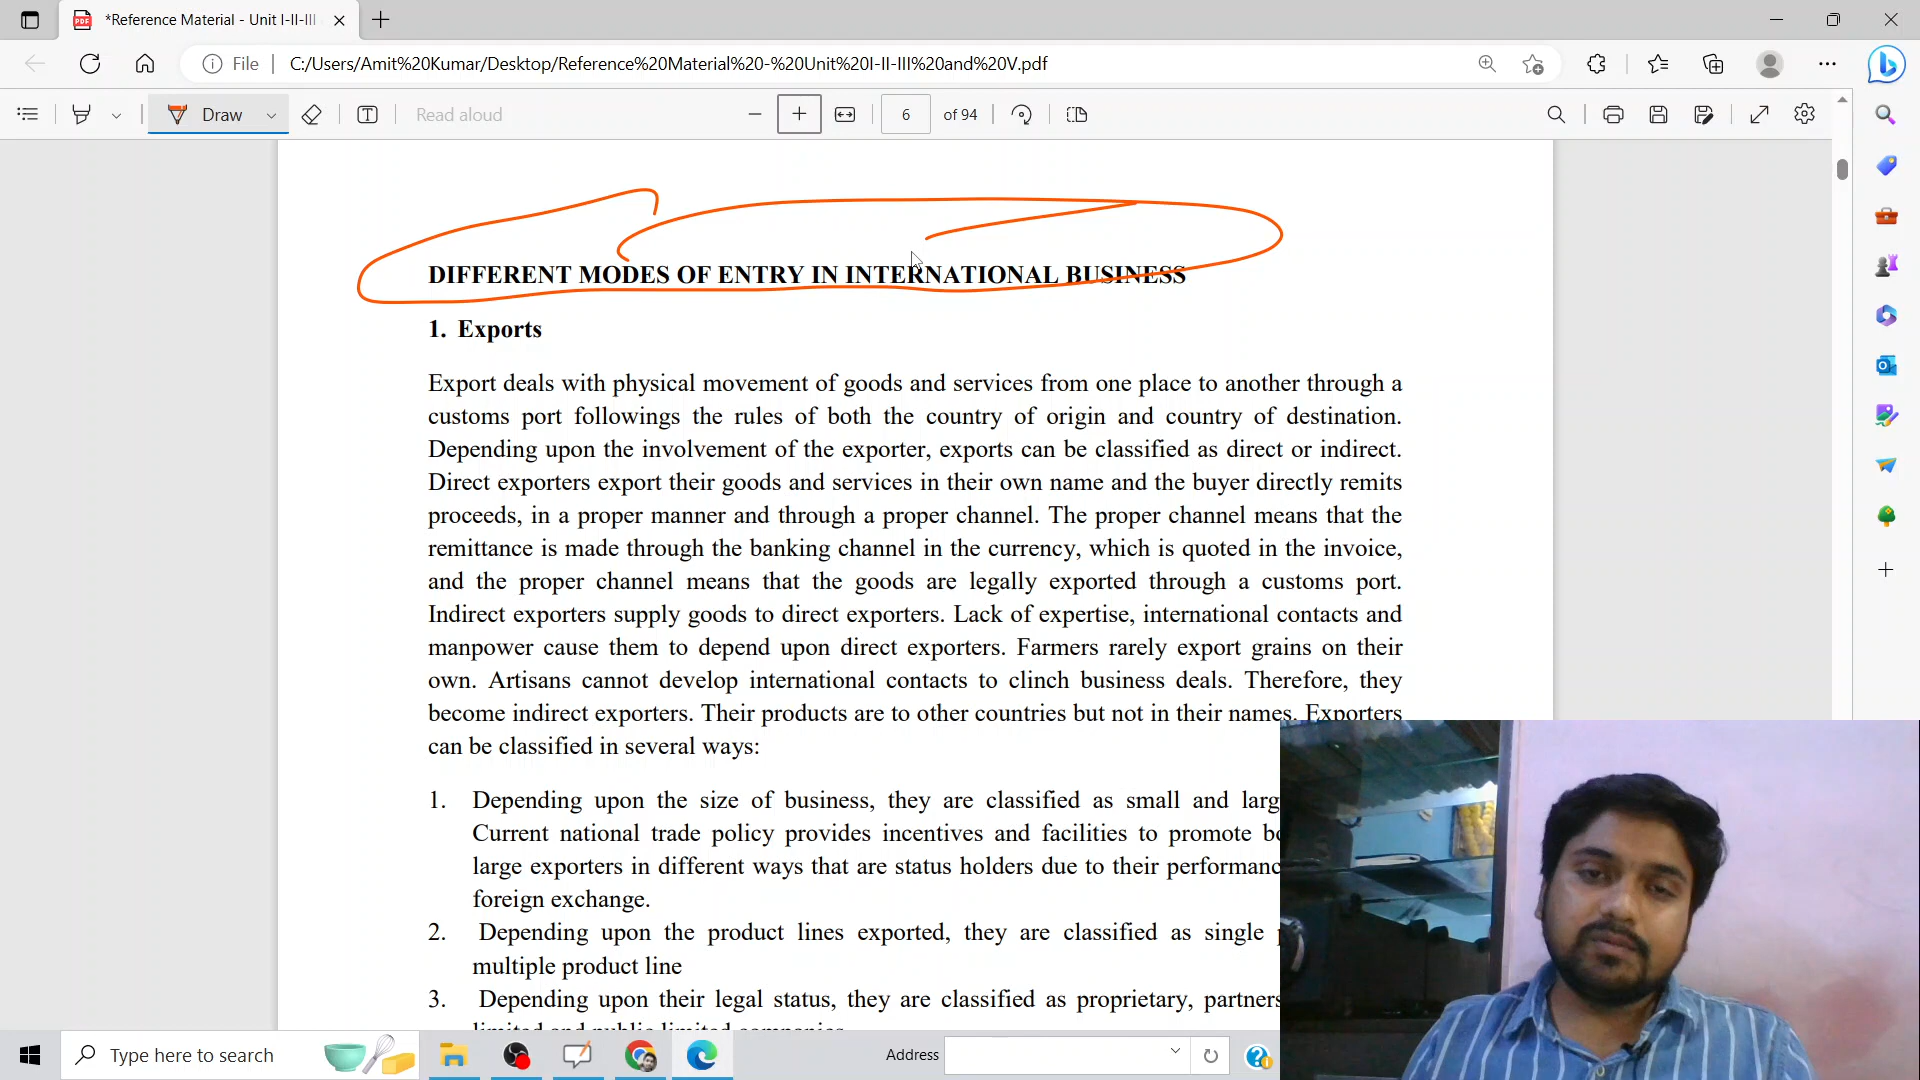 *Reference Material - Unit I-II-III
File
C:/Users/Amit%20Kumar/Desktop/Reference%20Material%20-%20Unit%20I-II-III%20and%20V.pdf
Draw
Read aloud
6
of 94
DIFFERENT MODES OF ENTRY IN INTERNATIONAL BUSINESS
1. Exports
Export deals with physical movement of goods and services from one place to another through a
customs port followings the rules of both the country of origin and country of destination.
Depending upon the involvement of the exporter, exports can be classified as direct or indirect.
Direct exporters export their goods and services in their own name and the buyer directly remits
proceeds, in a proper manner and through a proper channel. The proper channel means that the
remittance is made through the banking channel in the currency, which is quoted in the invoice,
and the proper channel means that the goods are legally exported through a customs port.
Indirect exporters supply goods to direct exporters. Lack of expertise, international contacts and
manpower cause them to depend upon direct exporters. Farmers rarely export grains on their
own. Artisans cannot develop international contacts to clinch business deals. Therefore, they
become indirect exporters. Their products are to other countries but not in their names. Exporters
can be classified in several ways:
1. Depending upon the size of business, they are classified as small and larg
Current national trade policy provides incentives and facilities to promote
large exporters in different ways that are status holders due to their performanc
foreign exchange.
2. Depending upon the product lines exported, they are classified as single
multiple product line
3. Depending upon their legal status, they are classified as proprietary, partners
limited and public limited companies
Type here to search
Address